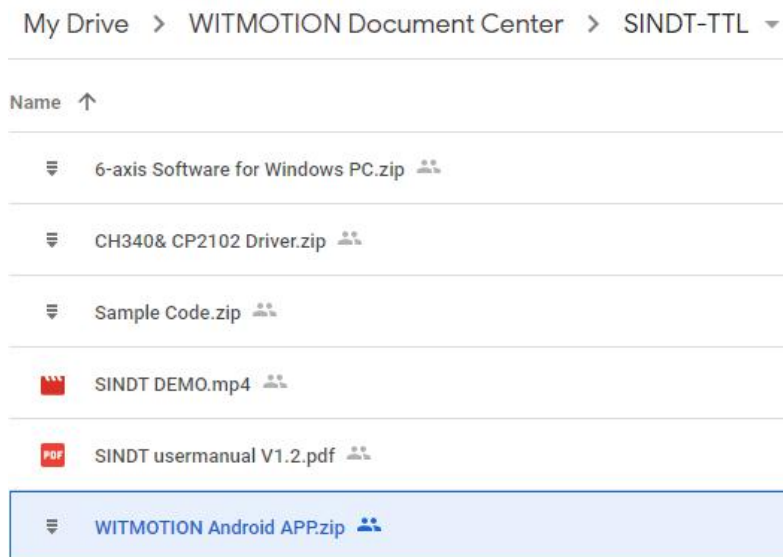 My Drive > WITMOTION Document Center > SINDT-TTL
Name
6-axis Software for Windows PC.zip
CH340& CP2102 Driver.zip
Sample Code.zip
SINDT DEMO.mp4
PDF SINDT usermanual V1.2.pdf
WITMOTION Android APP.zip